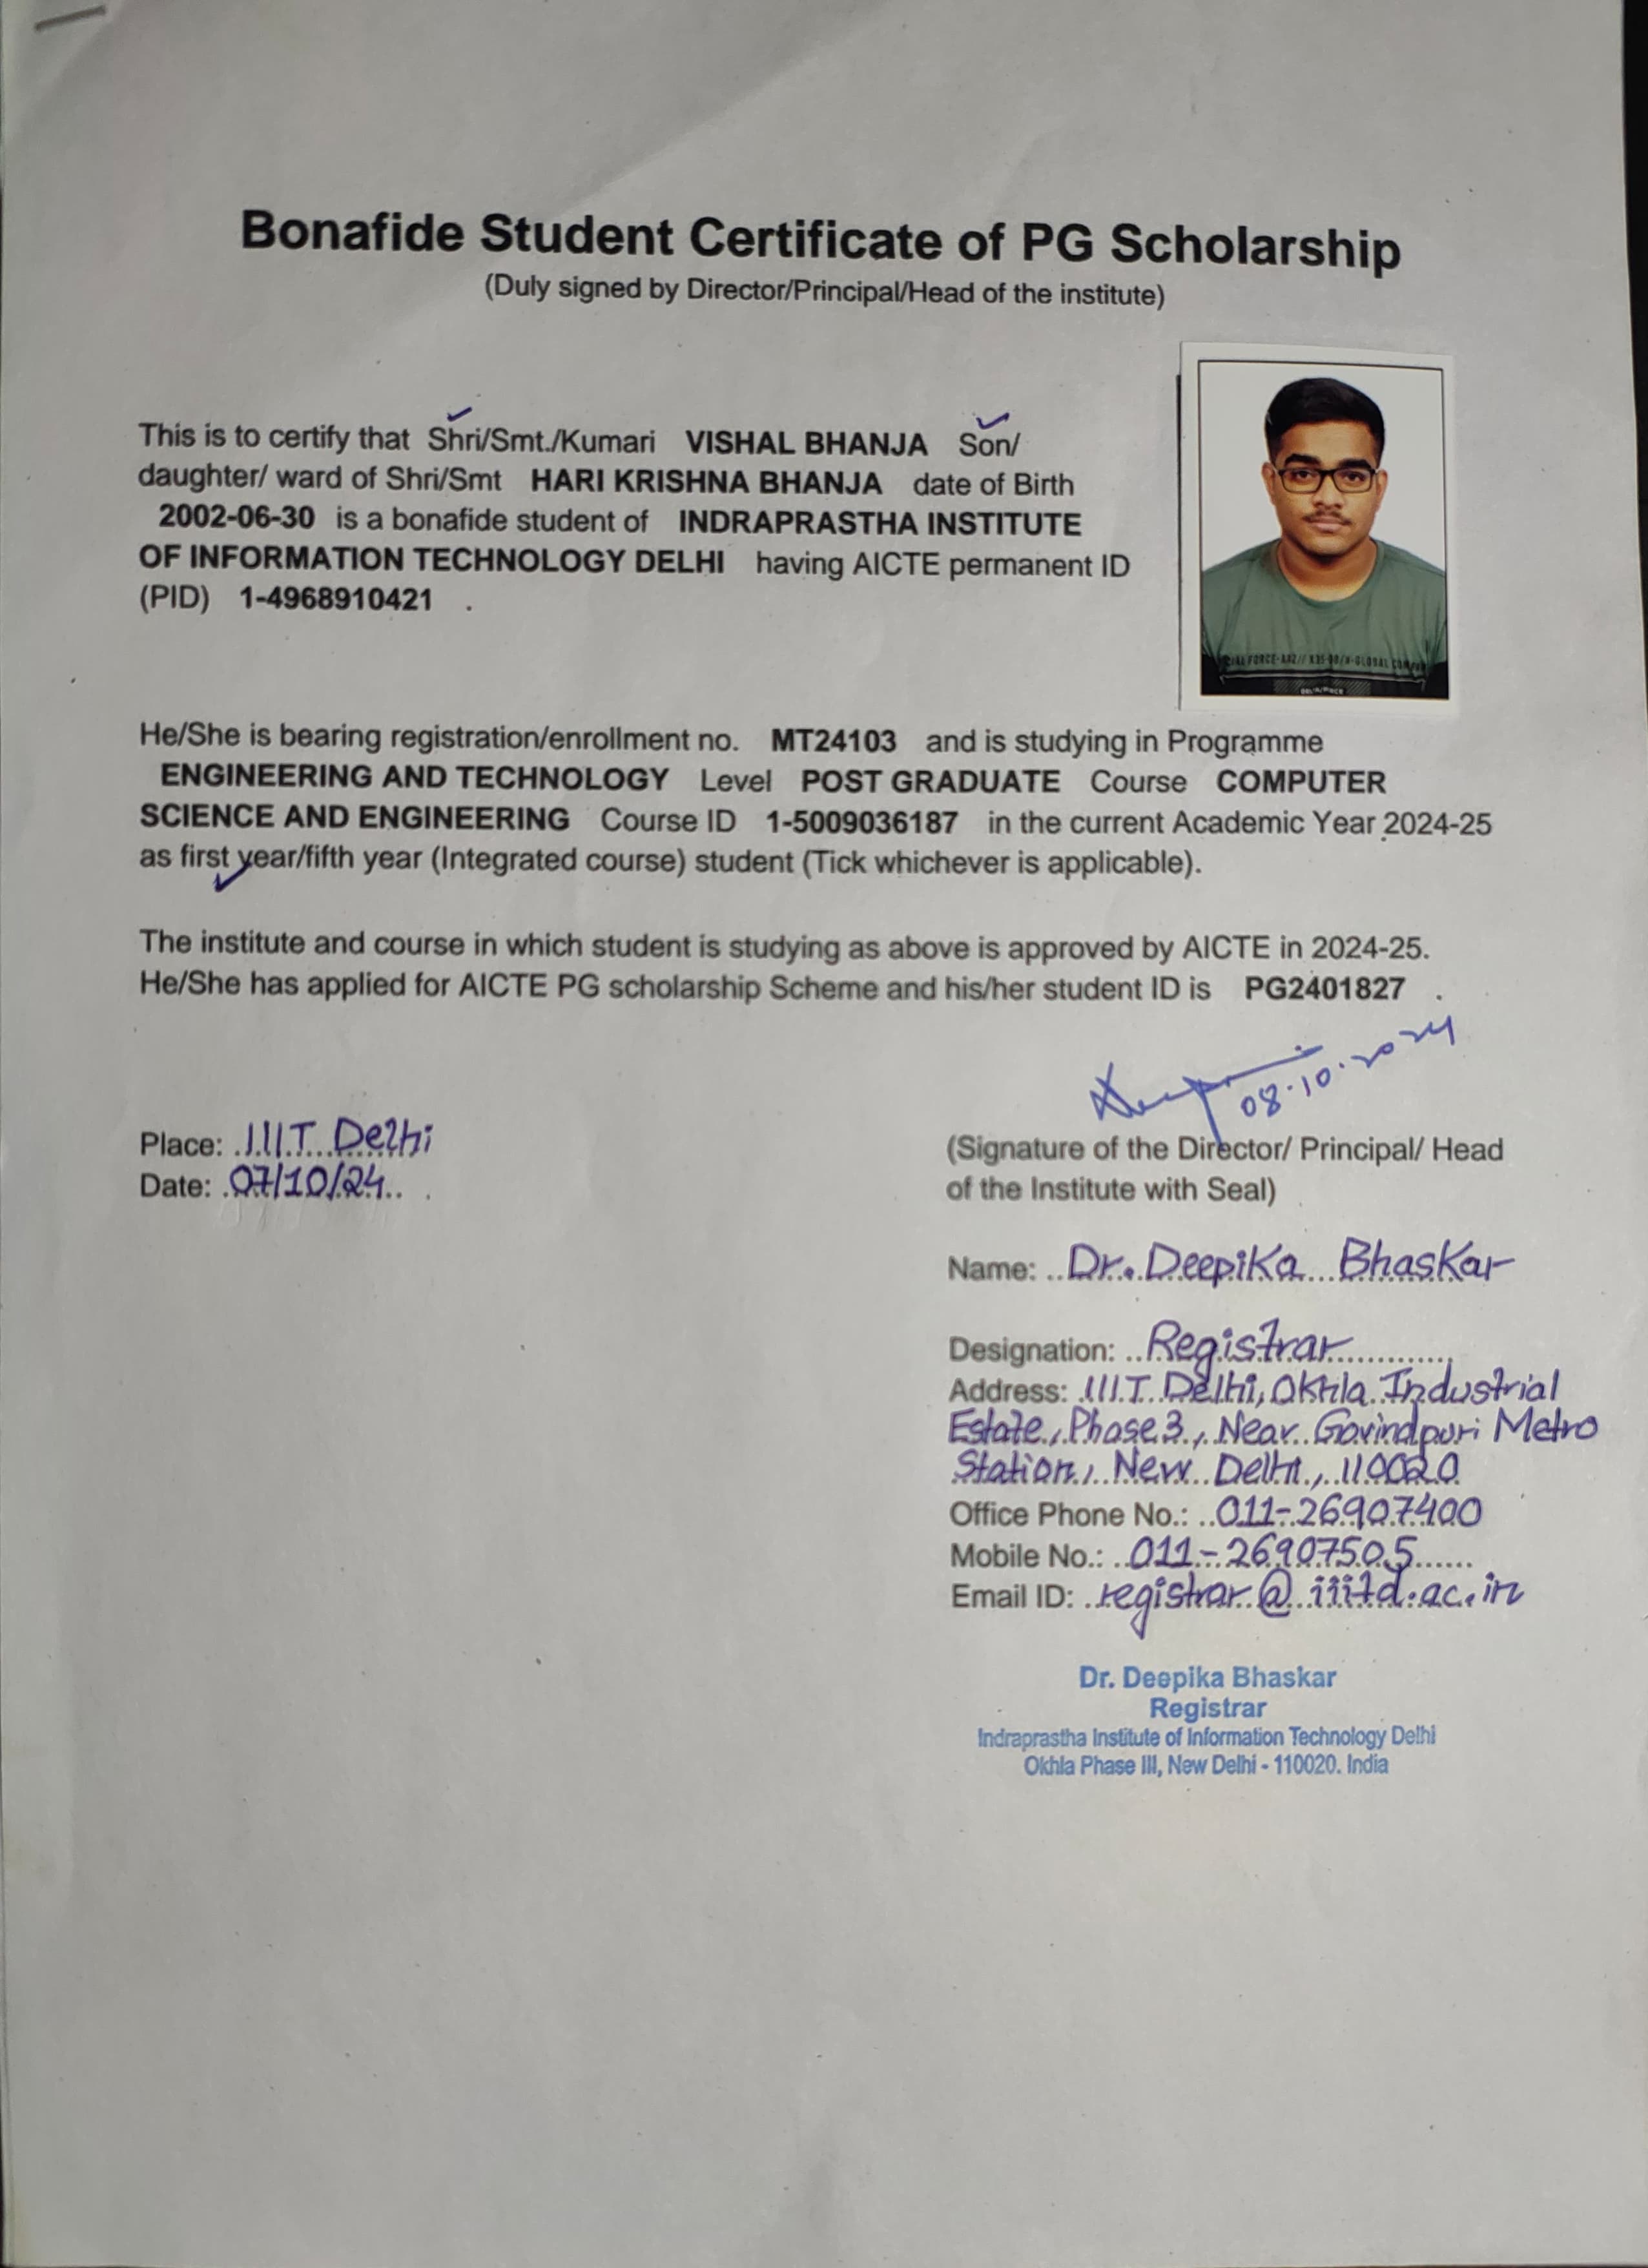 Bonafide Student Certificate of PG Scholarship
(Duly signed by Director/Principal/Head of the institute)
This is to certify that Shri/Smt./Kumari VISHAL BHANJA Son/
daughter/ ward of Shri/Smt HARI KRISHNA BHANJA date of Birth
2002-06-30 is a bonafide student of INDRAPRASTHA INSTITUTE
OF INFORMATION TECHNOLOGY DELHI having AICTE permanent ID
(PID) 1-4968910421 .
He/She is bearing registration/enrollment no. MT24103 and is studying in Programme
ENGINEERING AND TECHNOLOGY Level POST GRADUATE Course COMPUTER
SCIENCE AND ENGINEERING Course ID 1-5009036187 in the current Academic Year 2024-25
as first year/fifth year (Integrated course) student (Tick whichever is applicable).
The institute and course in which student is studying as above is approved by AICTE in 2024-25.
He/She has applied for AICTE PG scholarship Scheme and his/her student ID is PG2401827 .
08.10.2024
Place: IIIT Delhi
Date: 07/10/24
(Signature of the Director/ Principal/ Head
of the Institute with Seal)
Name: Dr. Deepika Bhaskar
Designation: Registrar
Address: IIIT Delhi, Okhla Industrial
Estate, Phase 3, Near Govindpuri Metro
Station, New Delhi, 110020
Office Phone No.: 011-26907400
Mobile No.: 011-26907505
Email ID: registrar@iiitd.ac.in
Dr. Deepika Bhaskar
Registrar
Indraprastha Institute of Information Technology Delhi
Okhla Phase III, New Delhi - 110020. India